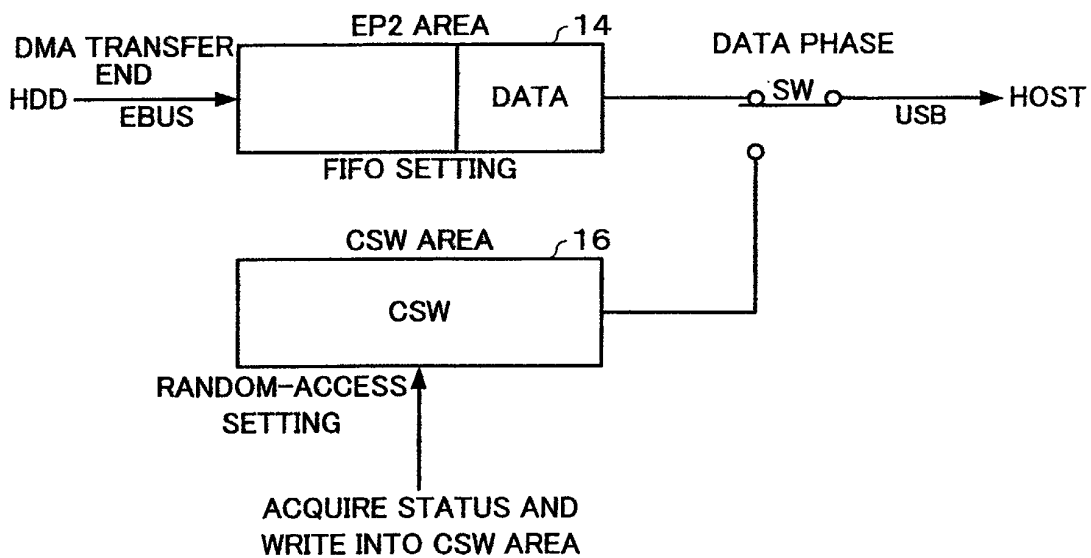 EP2 AREA
14
DMA TRANSFER
END
HDD
EBUS
DATA
FIFO SETTING
DATA PHASE
SW
USB
HOST
CSW AREA
16
CSW
RANDOM-ACCESS
SETTING
ACQUIRE STATUS AND
WRITE INTO CSW AREA